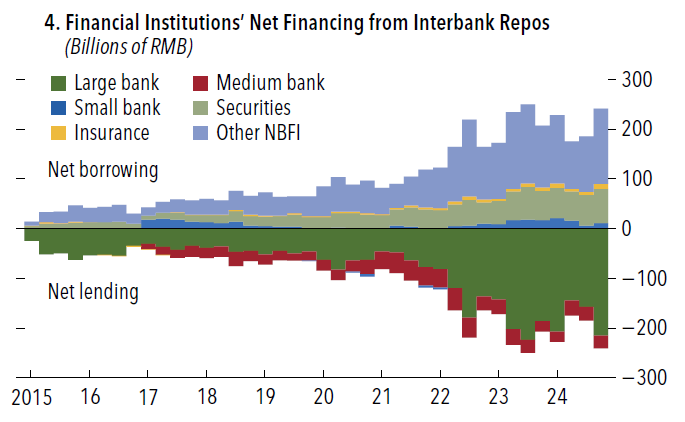 4. Financial Institutions’ Net Financing from Interbank Repos
(Billions of RMB)
Large bank Medium bank
Small bank Securities
Insurance Other NBFI
Net borrowing
Net lending
300
200
100
0
−100
−200
−300
2015 16 17 18 19 20 21 22 23 24